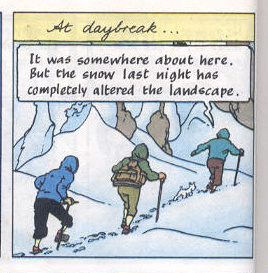 At daybreak...
It was somewhere about here.
But the snow last night has
completely altered the landscape.